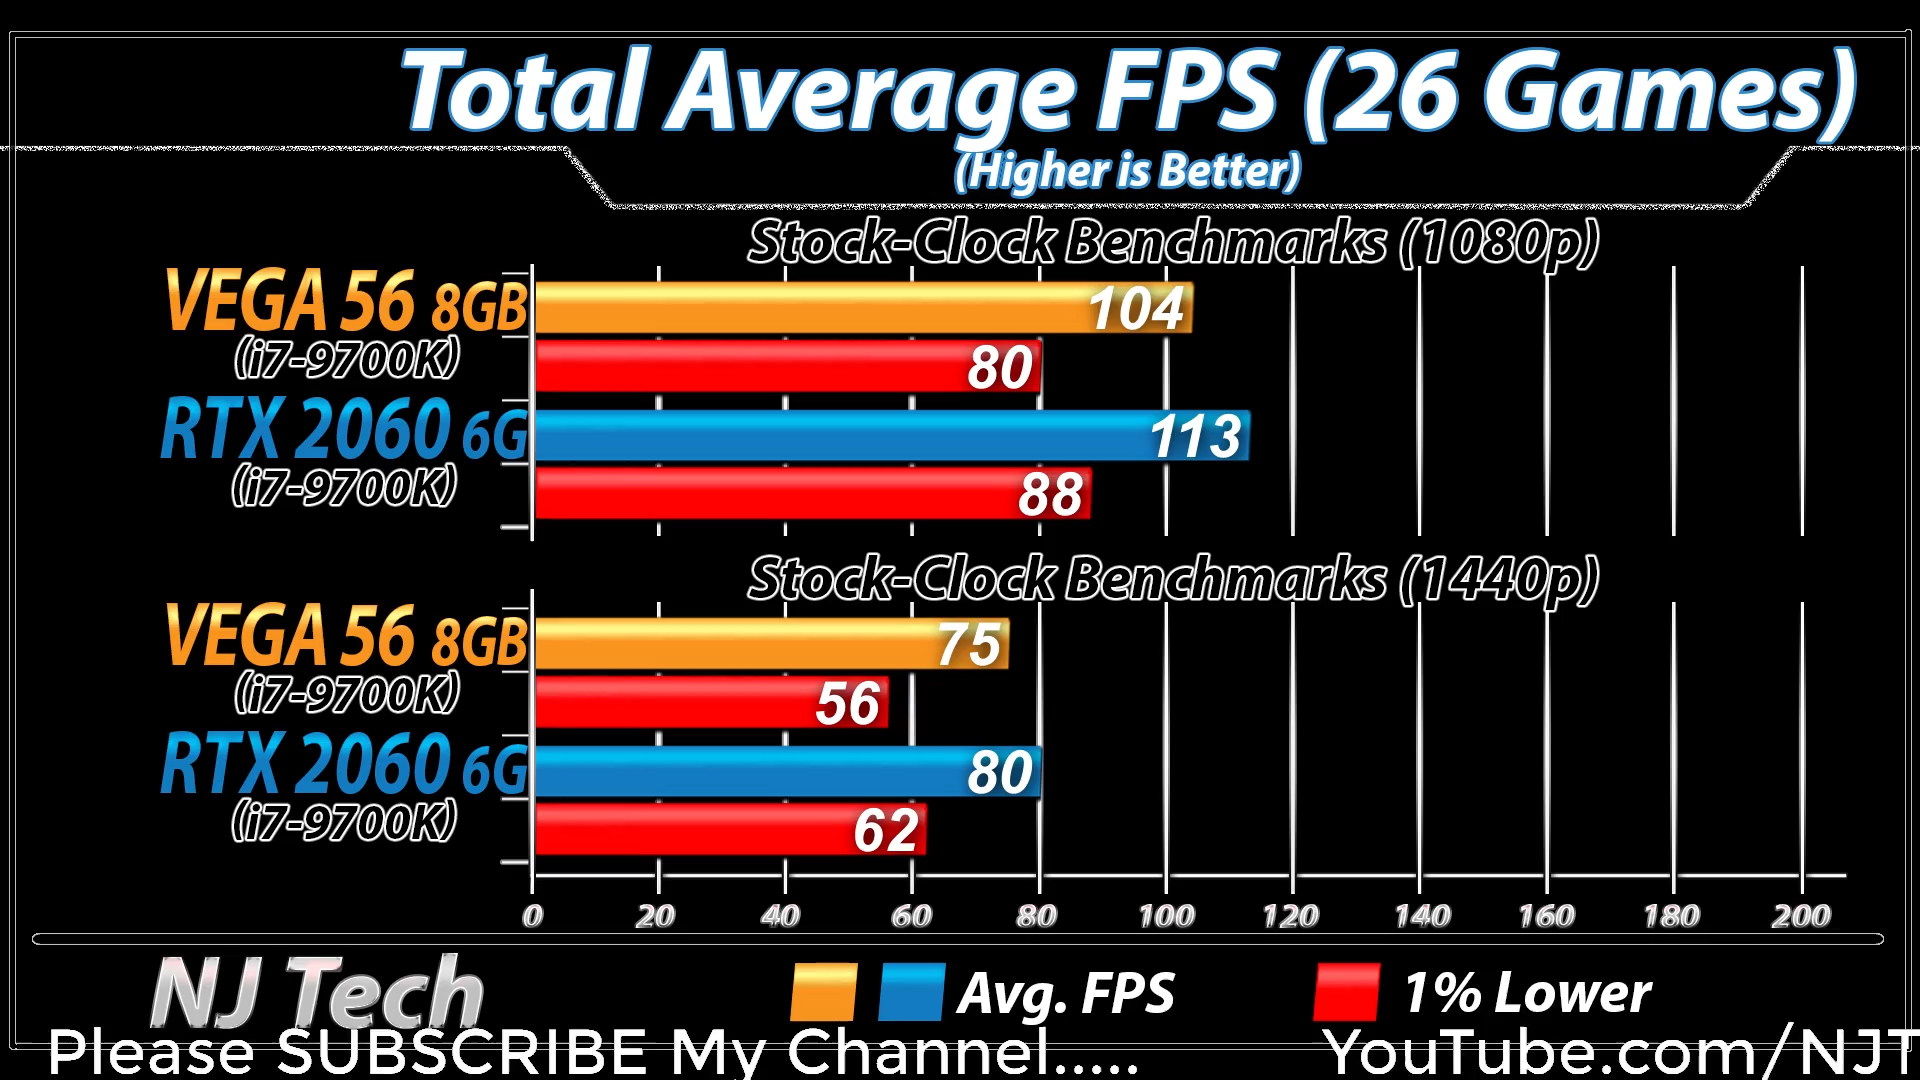 Total Average FPS (26 Games)
(Higher is Better)
Stock-Clock Benchmarks (1080p)
VEGA 56 8GB
104
(i7-9700K)
80
RTX 2060 6G
113
(i7-9700K)
88
Stock-Clock Benchmarks (1440p)
VEGA 56 8GB
75
(i7-9700K)
56
RTX 2060 6G
80
(i7-9700K)
62
0 20 40 60 80 100 120 140 160 180 200
NJ Tech
Avg. FPS
1% Lower
Please SUBSCRIBE My Channel..... YouTube.com/NJT